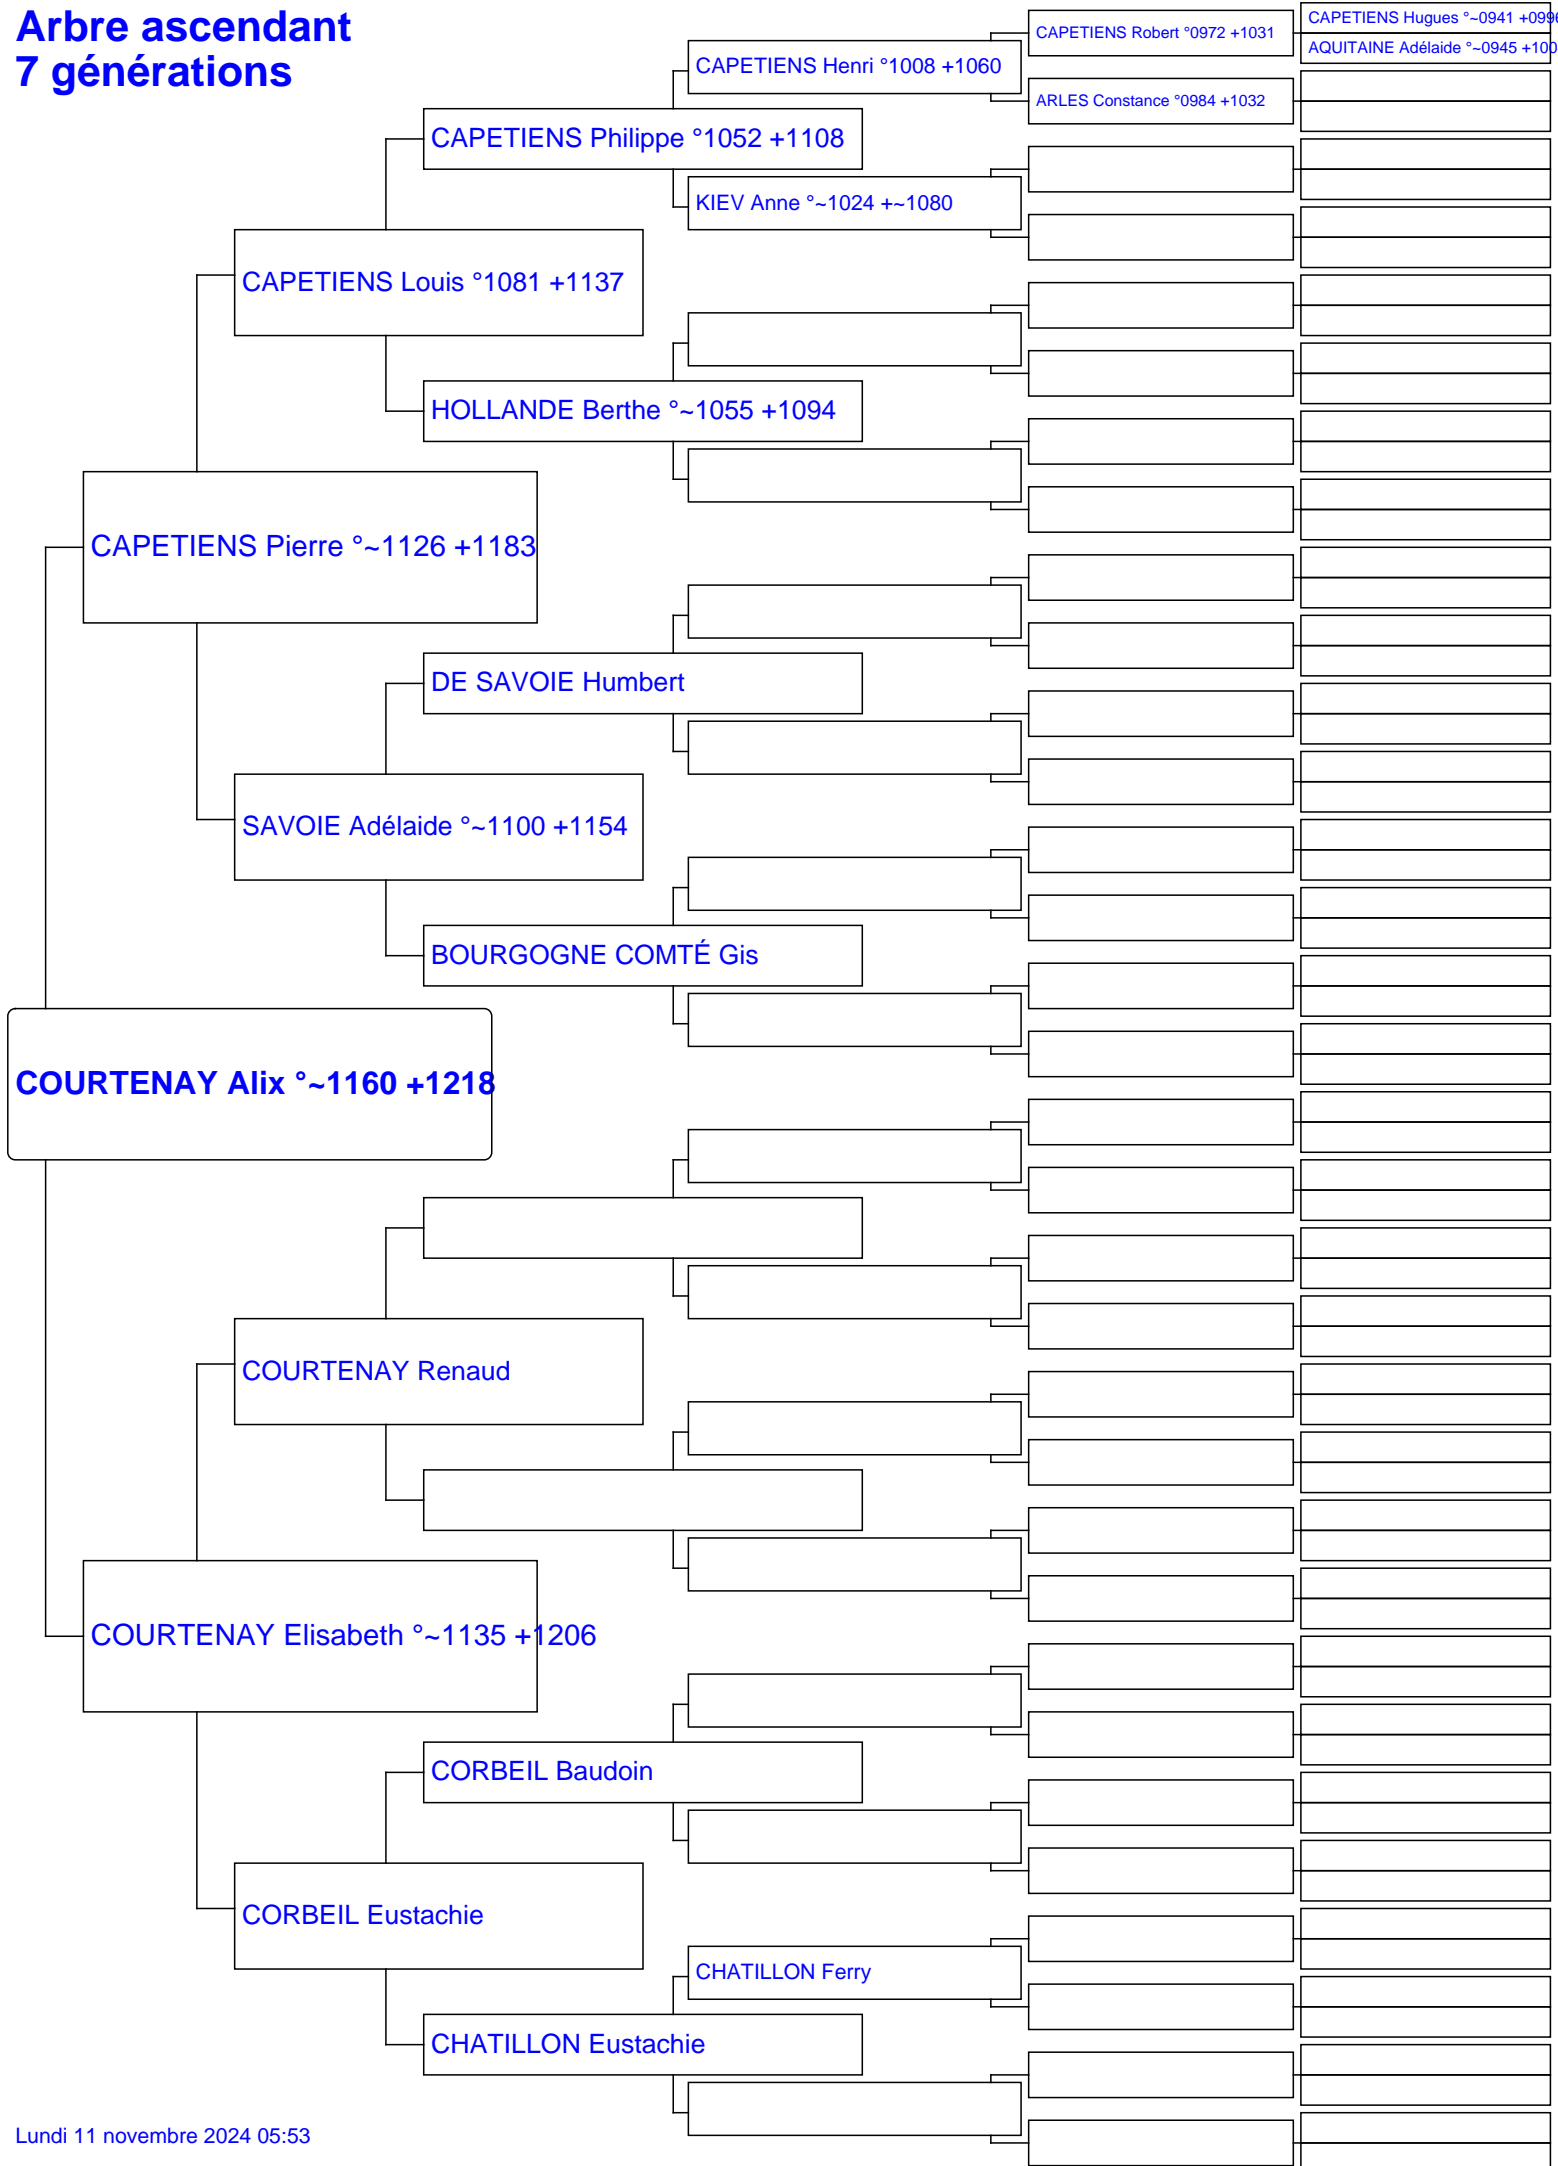 Arbre ascendant
7 générations
CAPETIENS Hugues °~0941 +0996
CAPETIENS Robert °0972 +1031
AQUITAINE Adélaide °~0945 +100
CAPETIENS Henri °1008 +1060
ARLES Constance °0984 +1032
CAPETIENS Philippe °1052 +1108
KIEV Anne °~1024 +~1080
CAPETIENS Louis °1081 +1137
HOLLANDE Berthe °~1055 +1094
CAPETIENS Pierre °~1126 +1183
DE SAVOIE Humbert
SAVOIE Adélaide °~1100 +1154
BOURGOGNE COMTÉ Gis
COURTENAY Alix °~1160 +1218
COURTENAY Renaud
COURTENAY Elisabeth °~1135 +1206
CORBEIL Baudoin
CORBEIL Eustachie
CHATILLON Ferry
CHATILLON Eustachie
Lundi 11 novembre 2024 05:53